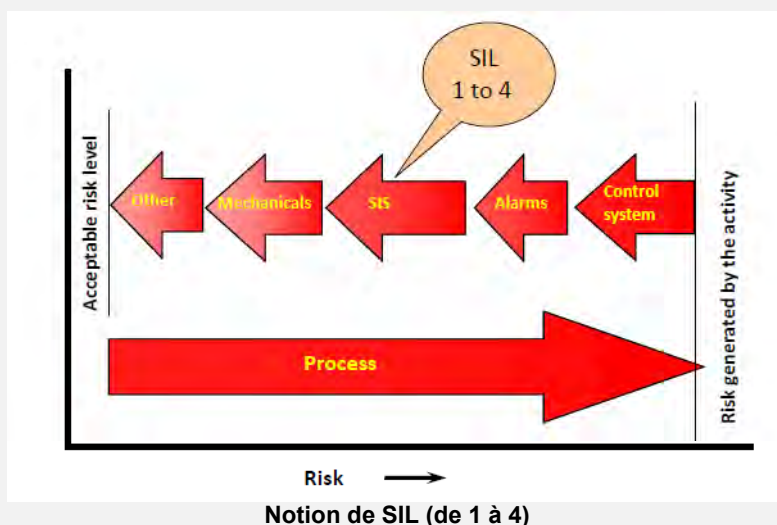 SIL
1 to 4
Acceptable risk level
Other
Mechanicals
SIS
Alarms
Control
system
Risk generated by the activity
Process
Risk
Notion de SIL (de 1 à 4)